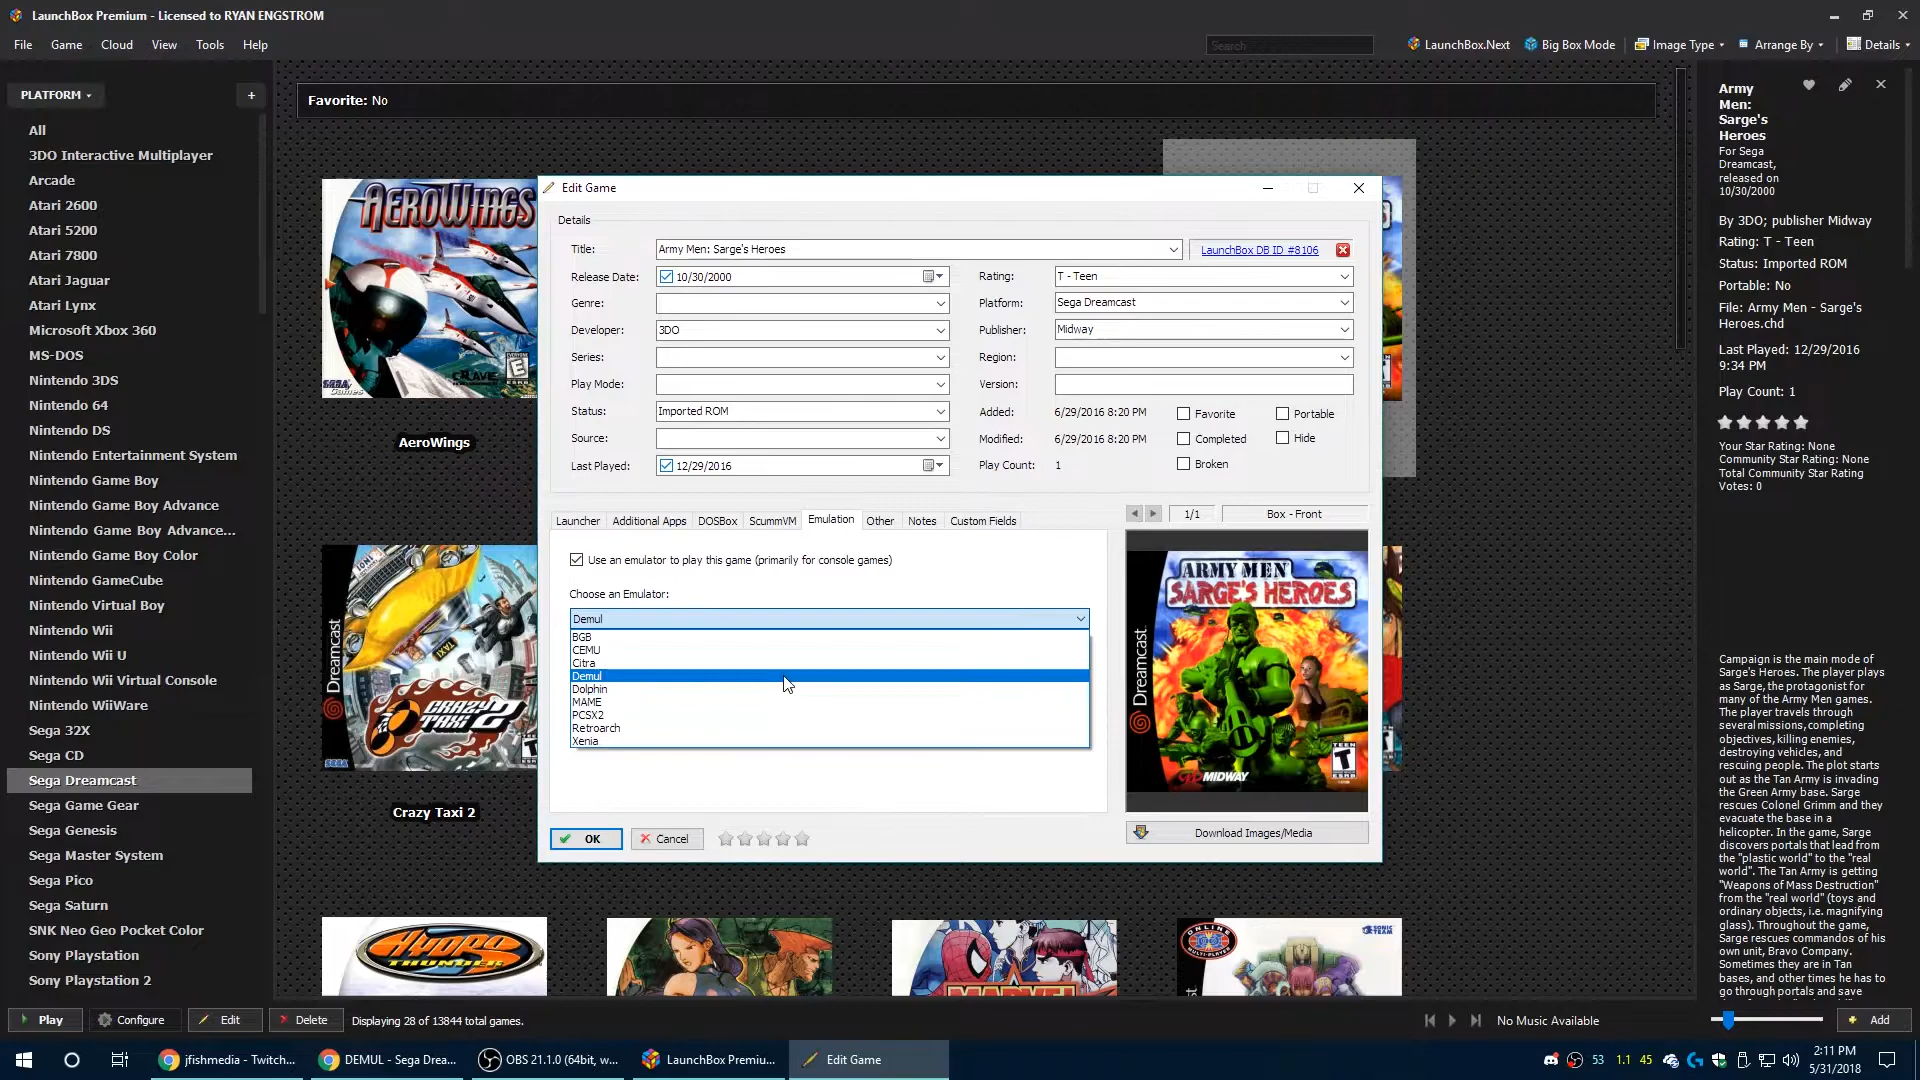 LaunchBox Premium - Licensed to RYAN ENGSTROM
File Game Cloud View Tools Help
Search
LaunchBox.Next Big Box Mode Image Type Arrange By Details
PLATFORM
+
All
3DO Interactive Multiplayer
Arcade
Atari 2600
Atari 5200
Atari 7800
Atari Jaguar
Atari Lynx
Microsoft Xbox 360
MS-DOS
Nintendo 3DS
Nintendo 64
Nintendo DS
Nintendo Entertainment System
Nintendo Game Boy
Nintendo Game Boy Advance
Nintendo Game Boy Advance...
Nintendo Game Boy Color
Nintendo GameCube
Nintendo Virtual Boy
Nintendo Wii
Nintendo Wii U
Nintendo Wii Virtual Console
Nintendo WiiWare
Sega 32X
Sega CD
Sega Dreamcast
Sega Game Gear
Sega Genesis
Sega Master System
Sega Pico
Sega Saturn
SNK Neo Geo Pocket Color
Sony Playstation
Sony Playstation 2
Favorite: No
AEROWINGS
CRAVE
AeroWings
Dreamcast
CRAZY TAXI 2
SEGA
Crazy Taxi 2
HYDRO
THUNDER
MARVEL
ONLINE
SONIC TEAM
Edit Game
Details
Title: Army Men: Sarge's Heroes LaunchBox DB ID #8106
Release Date: 10/30/2000 Rating: T - Teen
Genre: Platform: Sega Dreamcast
Developer: 3DO Publisher: Midway
Series: Region:
Play Mode: Version:
Status: Imported ROM Added: 6/29/2016 8:20 PM Favorite Portable
Source: Modified: 6/29/2016 8:20 PM Completed Hide
Last Played: 12/29/2016 Play Count: 1 Broken
Launcher Additional Apps DOSBox ScummVM Emulation Other Notes Custom Fields
1/1 Box - Front
Use an emulator to play this game (primarily for console games)
Choose an Emulator:
Demul
BGB
CEMU
Citra
Demul
Dolphin
MAME
PCSX2
Retroarch
Xenia
OK Cancel
ARMY MEN
SARGE'S HEROES
Dreamcast
MIDWAY
TEEN
T
Download Images/Media
Army
Men:
Sarge's
Heroes
For Sega
Dreamcast,
released on
10/30/2000
By 3DO; publisher Midway
Rating: T - Teen
Status: Imported ROM
Portable: No
File: Army Men - Sarge's
Heroes.chd
Last Played: 12/29/2016
9:34 PM
Play Count: 1
Your Star Rating: None
Community Star Rating: None
Total Community Star Rating
Votes: 0
Campaign is the main mode of
Sarge's Heroes. The player plays
as Sarge, the protagonist for
many of the Army Men games.
The player travels through
several missions, completing
objectives, killing enemies,
destroying vehicles, and
rescuing people. The plot starts
out as the Tan Army is invading
the Green Army base. Sarge
rescues Colonel Grimm and they
evacuate the base in a
helicopter. In the game, Sarge
discovers portals that lead from
the "plastic world" to the "real
world". The Tan Army is getting
"Weapons of Mass Destruction"
from the "real world" (toys and
ordinary objects, i.e. magnifying
glass). Throughout the game,
Sarge rescues commandos of his
own unit, Bravo Company.
Sometimes they are in Tan
bases, and other times he has to
go through portals and save
Play Configure Edit Delete Displaying 28 of 13844 total games.
No Music Available
Add
jfishmedia - Twitch... DEMUL - Sega Drea... OBS 21.1.0 (64bit, w... LaunchBox Premiu... Edit Game
53 1.1 45
2:11 PM
5/31/2018